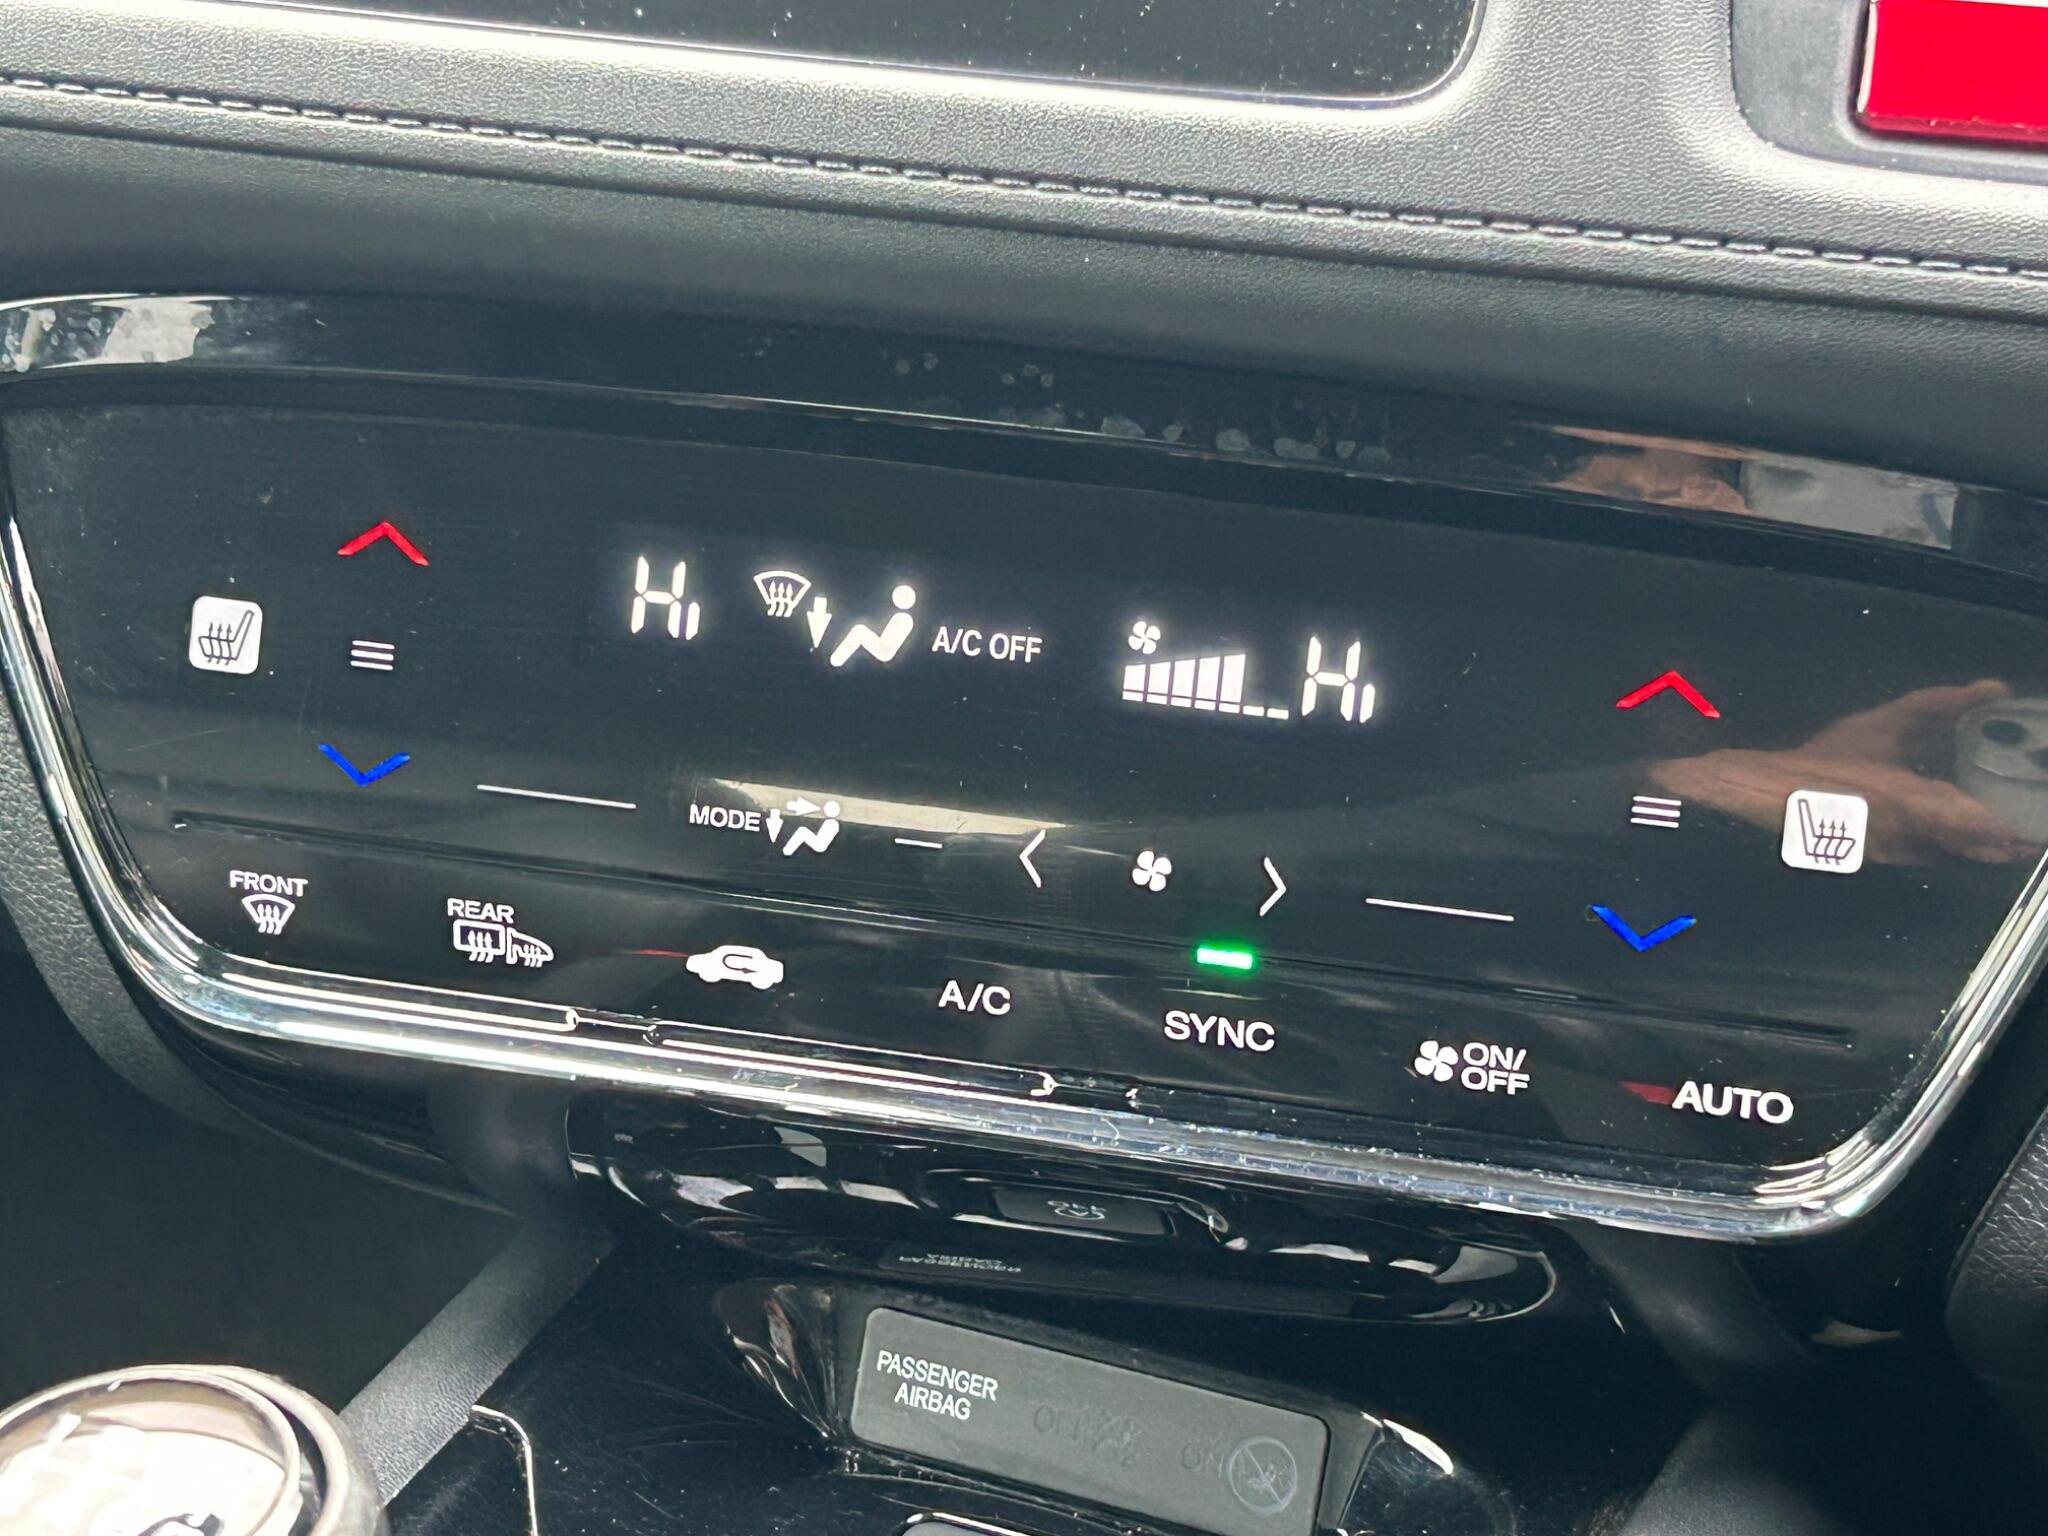 Hi A/C OFF Hi
MODE
FRONT
REAR
A/C
SYNC
ON/
OFF
AUTO
PASSENGER
AIRBAG